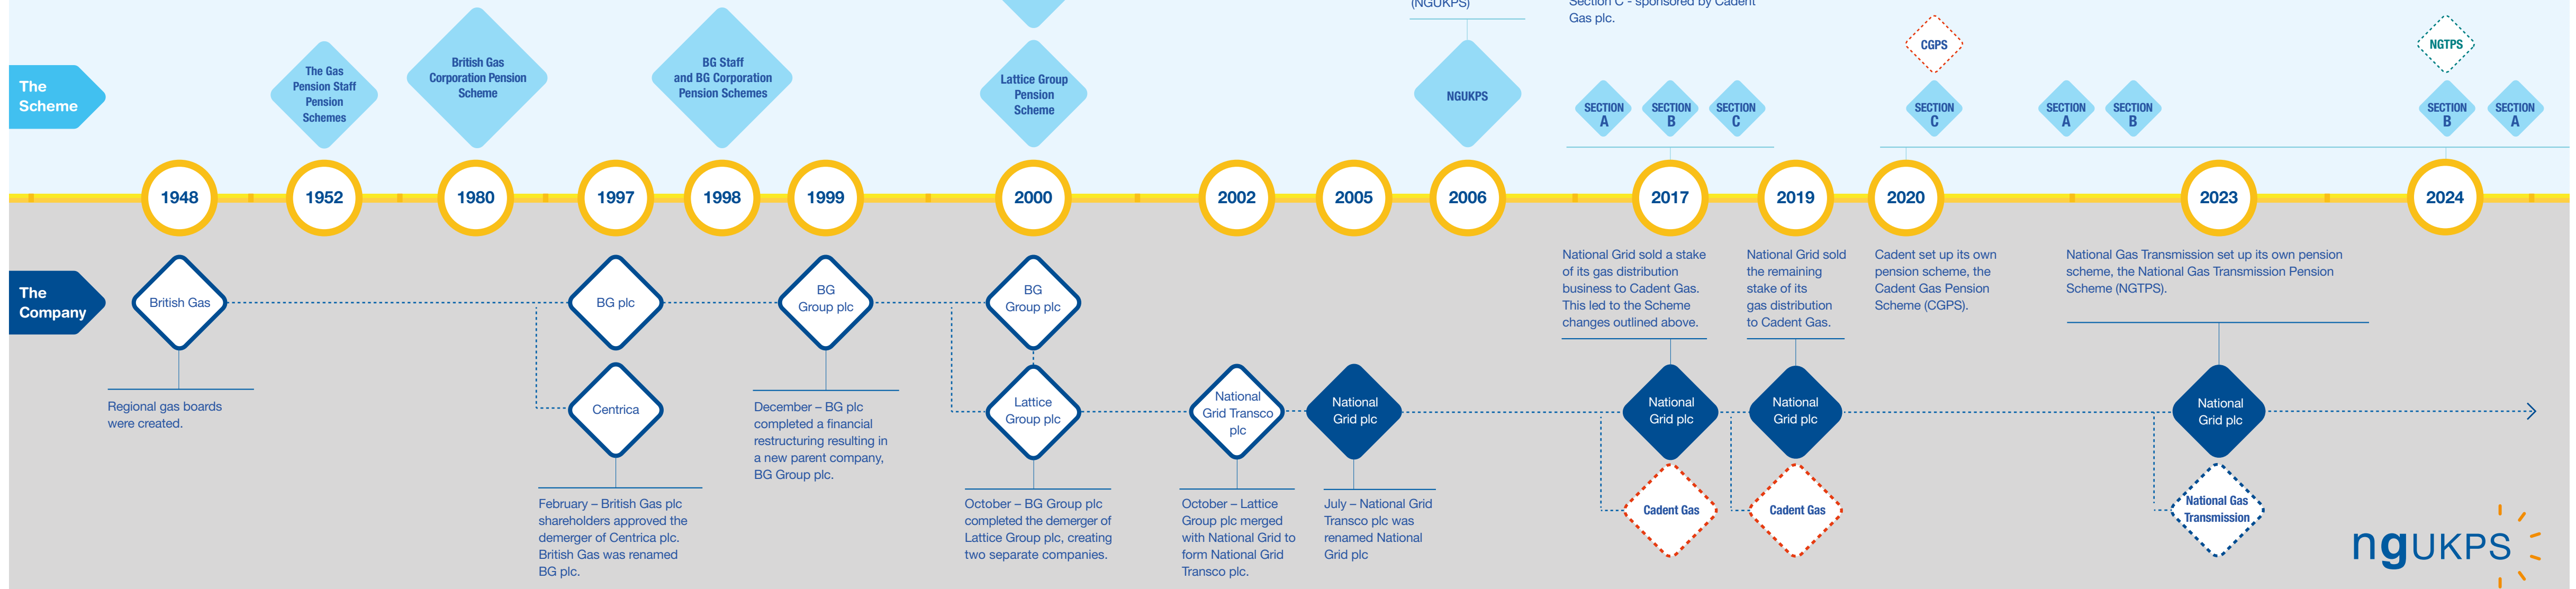 (NGUKPS)
Section C - sponsored by Cadent
Gas plc.
The
Scheme
The Gas
Pension Staff
Pension
Schemes
British Gas
Corporation Pension
Scheme
BG Staff
and BG Corporation
Pension Schemes
Lattice Group
Pension
Scheme
NGUKPS
SECTION
A
SECTION
B
SECTION
C
CGPS
SECTION
C
SECTION
A
SECTION
B
NGTPS
SECTION
B
SECTION
A
1948
1952
1980
1997
1998
1999
2000
2002
2005
2006
2017
2019
2020
2023
2024
The
Company
British Gas
Regional gas boards
were created.
BG plc
Centrica
February – British Gas plc
shareholders approved the
demerger of Centrica plc.
British Gas was renamed
BG plc.
BG
Group plc
December – BG plc
completed a financial
restructuring resulting in
a new parent company,
BG Group plc.
BG
Group plc
Lattice
Group plc
October – BG Group plc
completed the demerger of
Lattice Group plc, creating
two separate companies.
National
Grid Transco
plc
October – Lattice
Group plc merged
with National Grid to
form National Grid
Transco plc.
National
Grid plc
July – National Grid
Transco plc was
renamed National
Grid plc
National Grid sold a stake
of its gas distribution
business to Cadent Gas.
This led to the Scheme
changes outlined above.
National
Grid plc
Cadent Gas
National Grid sold
the remaining
stake of its
gas distribution
to Cadent Gas.
National
Grid plc
Cadent Gas
Cadent set up its own
pension scheme, the
Cadent Gas Pension
Scheme (CGPS).
National Gas Transmission set up its own pension
scheme, the National Gas Transmission Pension
Scheme (NGTPS).
National
Grid plc
National Gas
Transmission
ngUKPS